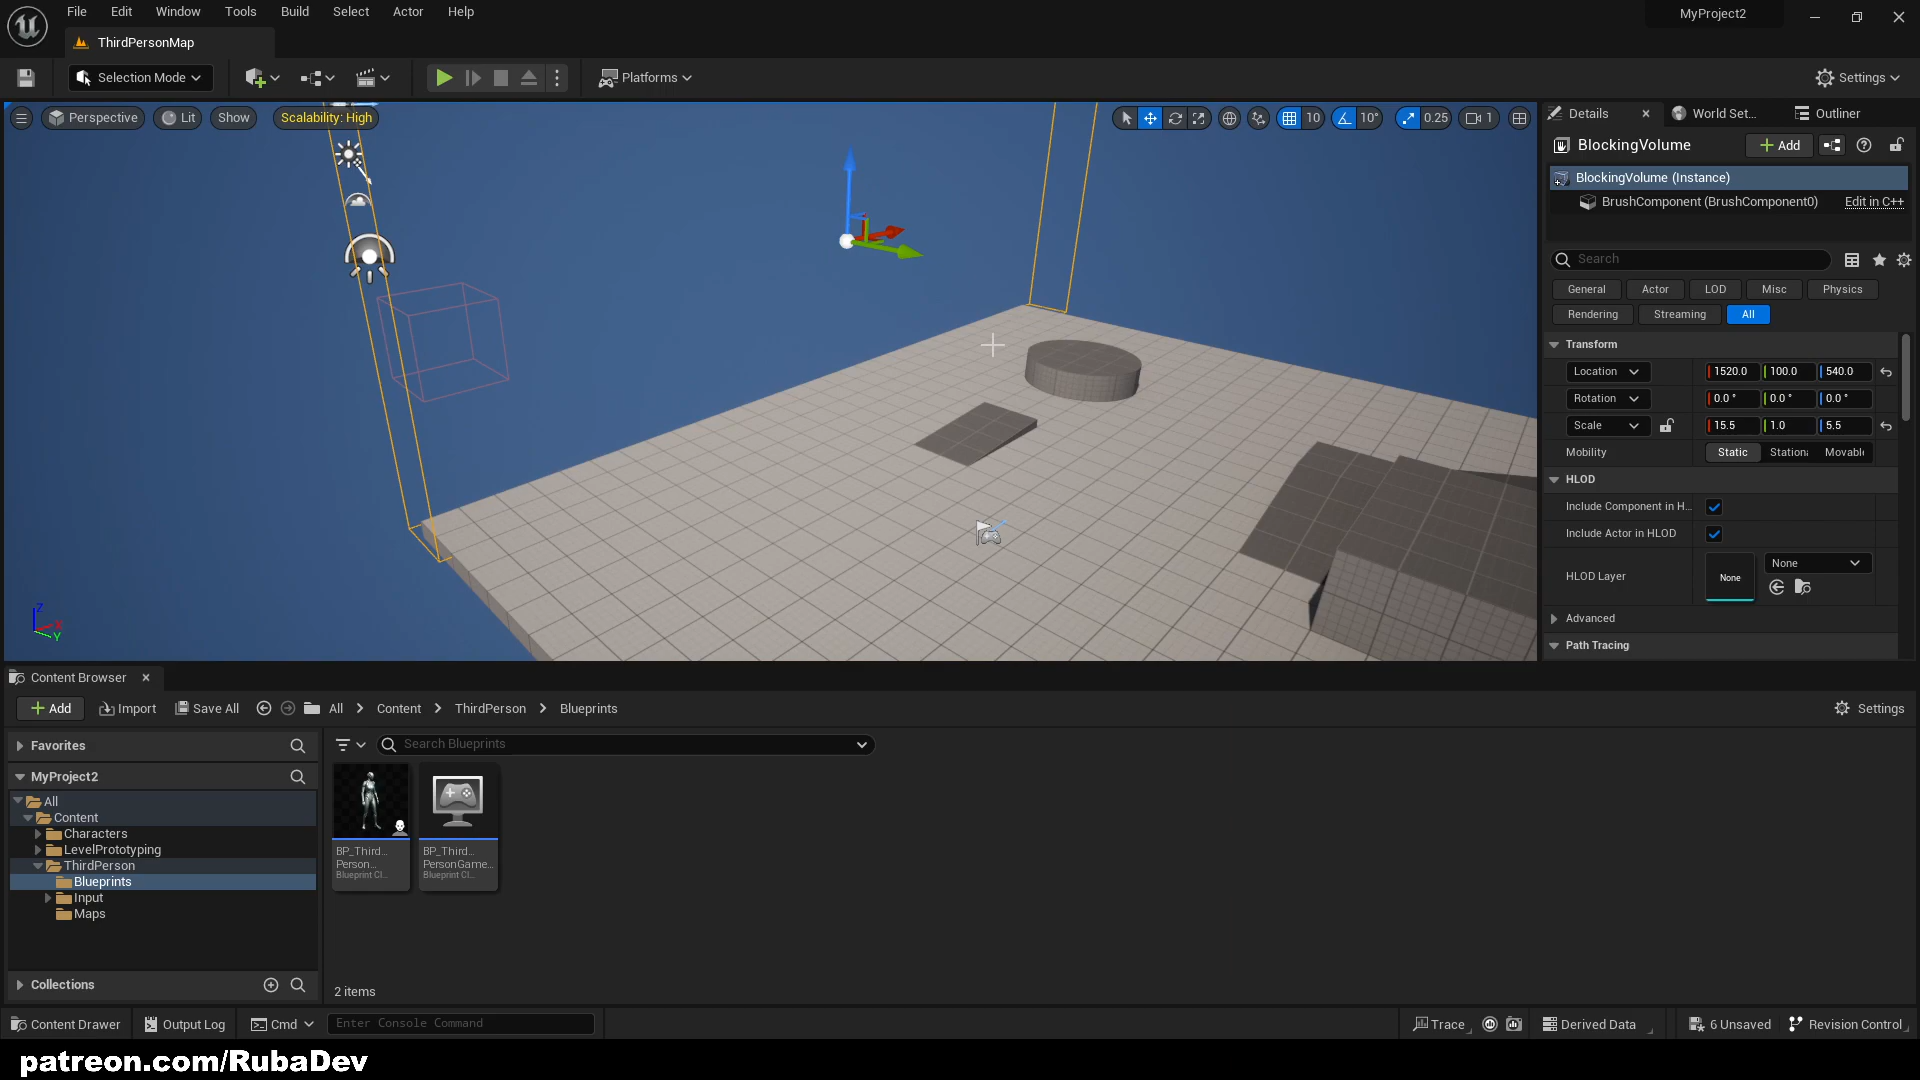 File Edit Window Tools Build Select Actor Help
MyProject2
ThirdPersonMap
Selection Mode
Platforms
Settings
Perspective Lit Show Scalability: High
10 10° 0.25 1
Details World Set... Outliner
BlockingVolume
Add
BlockingVolume (Instance)
BrushComponent (BrushComponent0) Edit in C++
Search
General Actor LOD Misc Physics
Rendering Streaming All
Transform
Location 1520.0 100.0 540.0
Rotation 0.0° 0.0° 0.0°
Scale 15.5 1.0 5.5
Mobility Static Stationa Movable
HLOD
Include Component in H...
Include Actor in HLOD
HLOD Layer None None
Advanced
Path Tracing
Z
X
Y
Content Browser
Add Import Save All All Content ThirdPerson Blueprints Settings
Favorites
Search Blueprints
MyProject2
All
Content
Characters
LevelPrototyping
ThirdPerson
Blueprints
Input
Maps
BP_Third...
Person...
Blueprint Cl...
BP_Third...
PersonGame...
Blueprint Cl...
Collections
2 items
Content Drawer Output Log Cmd Enter Console Command Trace Derived Data 6 Unsaved Revision Control
patreon.com/RubaDev